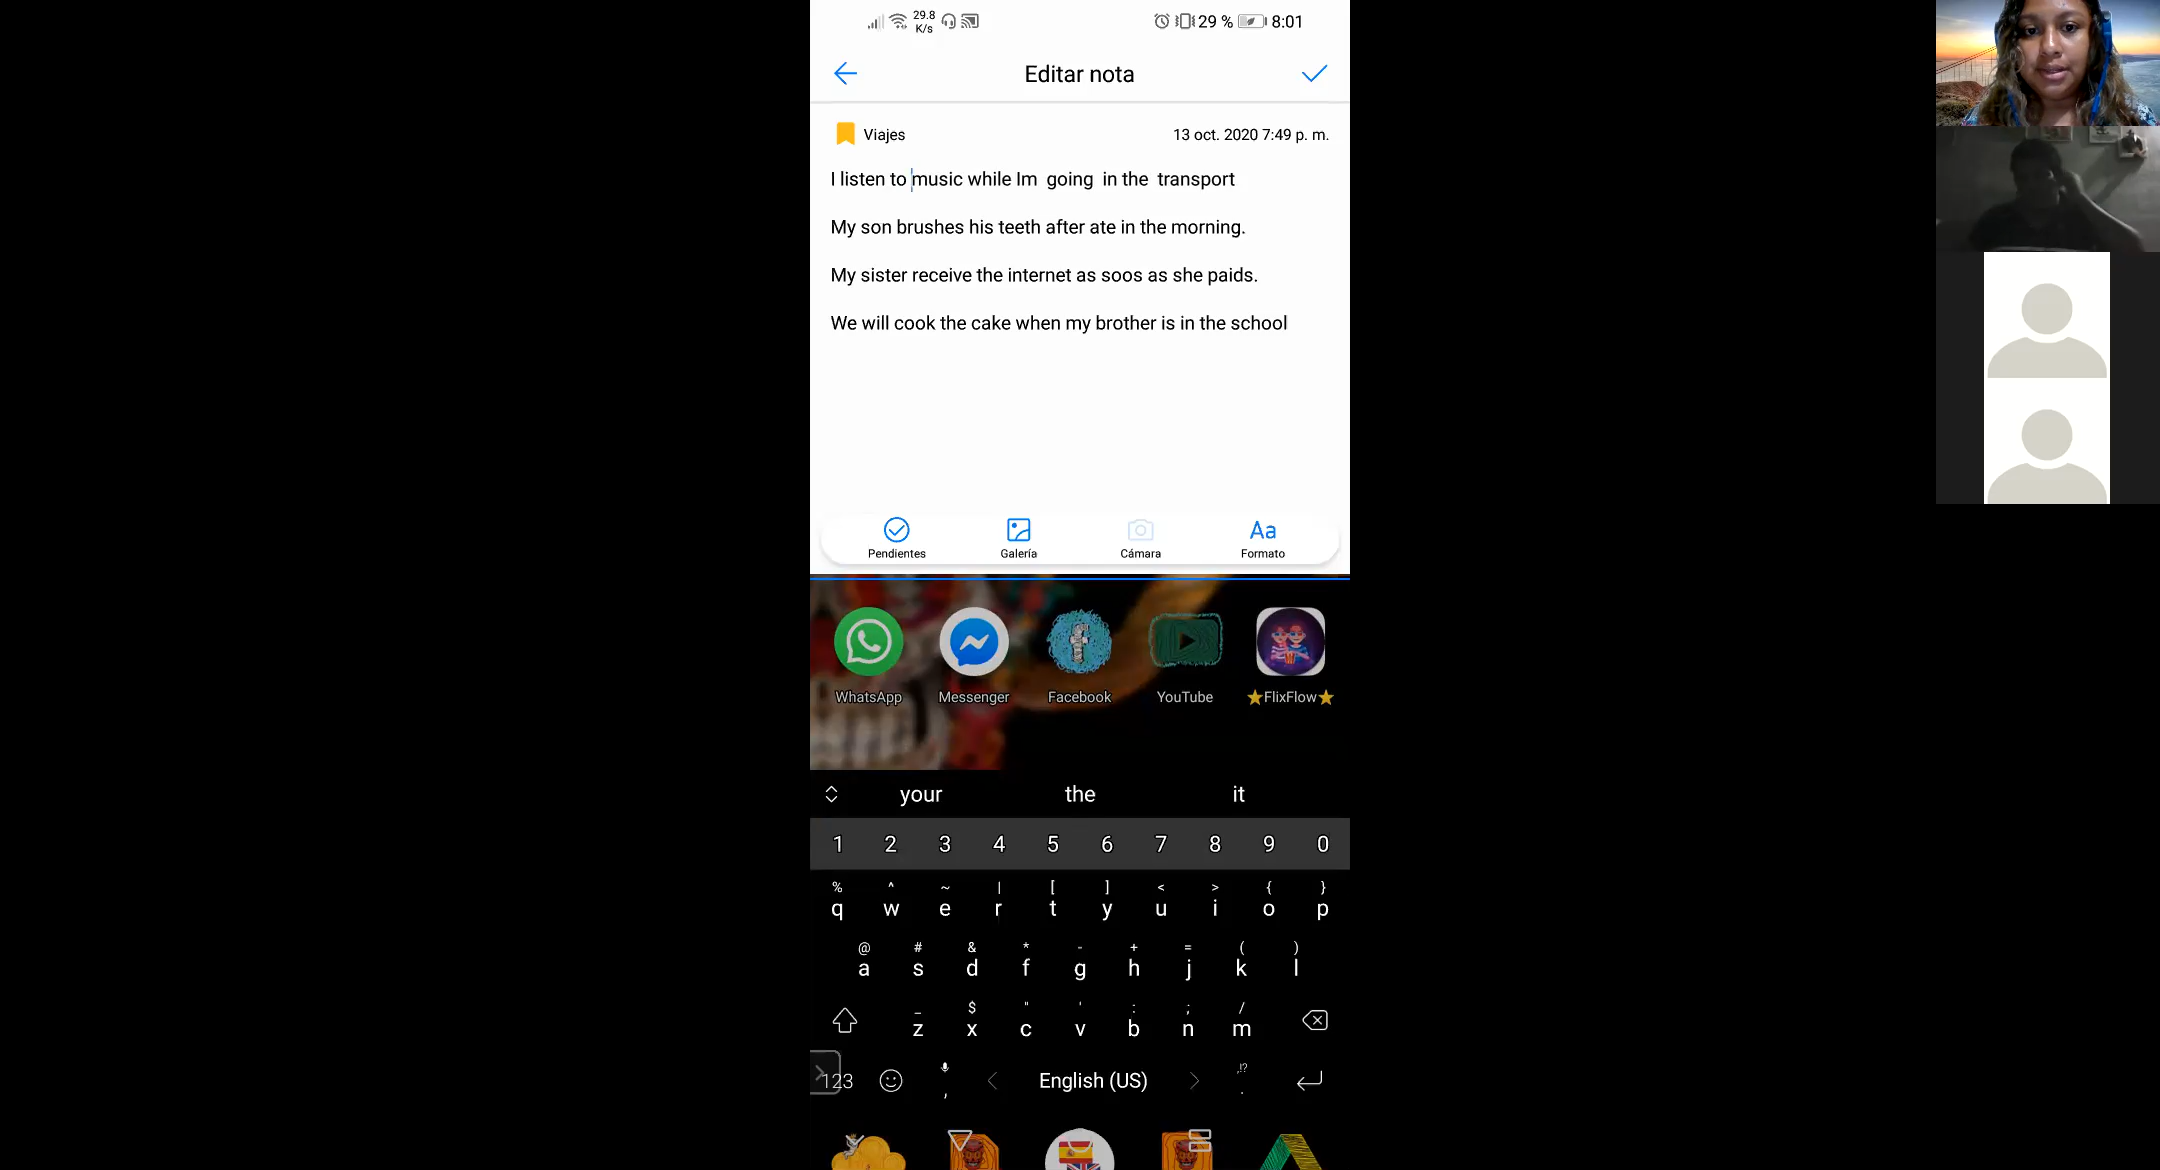 29.8
K/s
29 % 8:01
Editar nota
Viajes 13 oct. 2020 7:49 p. m.
I listen to music while Im going in the transport
My son brushes his teeth after ate in the morning.
My sister receive the internet as soos as she paids.
We will cook the cake when my brother is in the school
Aa
Pendientes Galería Cámara Formato
WhatsApp Messenger Facebook YouTube ⭐FlixFlow⭐
your the it
1 2 3 4 5 6 7 8 9 0
% ^ ~ | [ ] < > { }
q w e r t y u i o p
@ # & * - + = ( )
a s d f g h j k l
_ $ " ' : ; /
z x c v b n m
,!?
123 , English (US) .